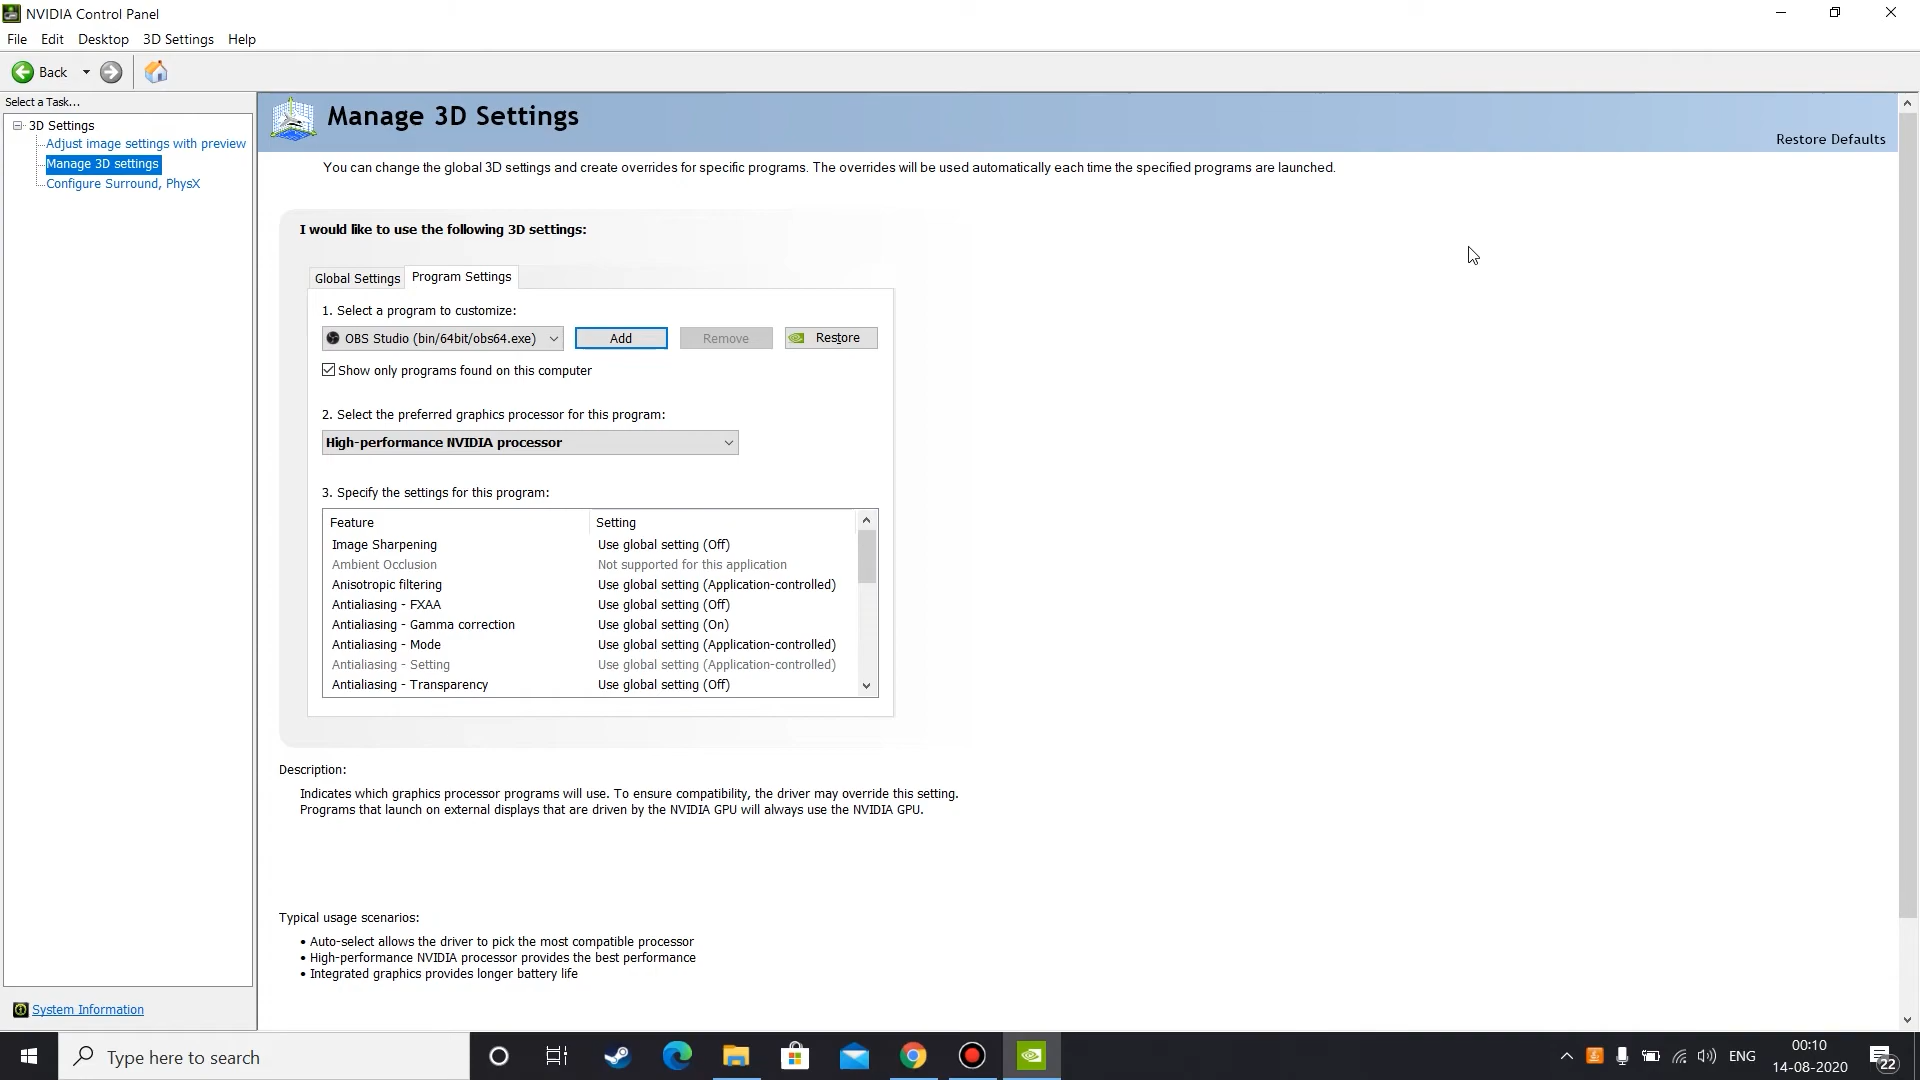 NVIDIA Control Panel
File Edit Desktop 3D Settings Help
Back
Select a Task...
3D Settings
Adjust image settings with preview
Manage 3D settings
Configure Surround, PhysX
System Information
Manage 3D Settings
Restore Defaults
You can change the global 3D settings and create overrides for specific programs. The overrides will be used automatically each time the specified programs are launched.
I would like to use the following 3D settings:
Global Settings Program Settings
1. Select a program to customize:
OBS Studio (bin/64bit/obs64.exe) Add Remove Restore
Show only programs found on this computer
2. Select the preferred graphics processor for this program:
High-performance NVIDIA processor
3. Specify the settings for this program:
Feature Setting
Image Sharpening Use global setting (Off)
Ambient Occlusion Not supported for this application
Anisotropic filtering Use global setting (Application-controlled)
Antialiasing - FXAA Use global setting (Off)
Antialiasing - Gamma correction Use global setting (On)
Antialiasing - Mode Use global setting (Application-controlled)
Antialiasing - Setting Use global setting (Application-controlled)
Antialiasing - Transparency Use global setting (Off)
Description:
Indicates which graphics processor programs will use. To ensure compatibility, the driver may override this setting.
Programs that launch on external displays that are driven by the NVIDIA GPU will always use the NVIDIA GPU.
Typical usage scenarios:
• Auto-select allows the driver to pick the most compatible processor
• High-performance NVIDIA processor provides the best performance
• Integrated graphics provides longer battery life
Type here to search
ENG
00:10
14-08-2020
22